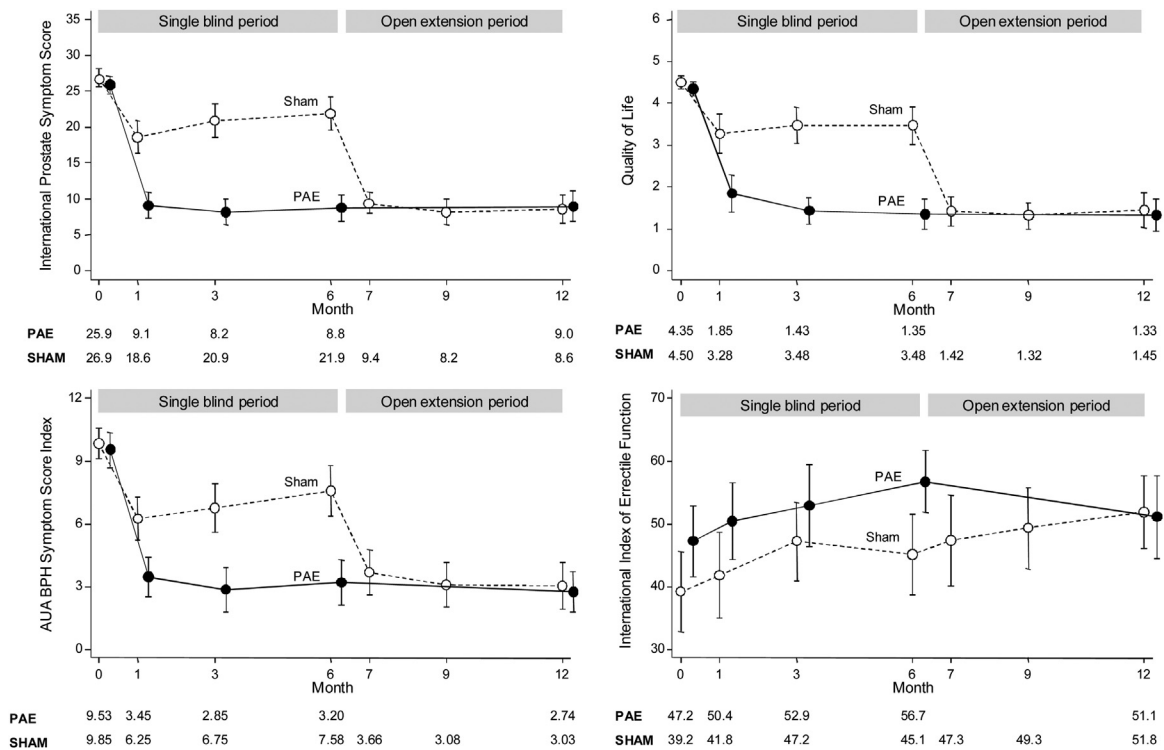 Single blind period Open extension period
International Prostate Symptom Score
35
30
25
20
15
10
5
0
Sham
PAE
0 1 3 6 7 9 12
Month
PAE 25.9 9.1 8.2 8.8 9.0
SHAM 26.9 18.6 20.9 21.9 9.4 8.2 8.6
Single blind period Open extension period
Quality of Life
6
5
4
3
2
1
0
Sham
PAE
0 1 3 6 7 9 12
Month
PAE 4.35 1.85 1.43 1.35 1.33
SHAM 4.50 3.28 3.48 3.48 1.42 1.32 1.45
Single blind period Open extension period
AUA BPH Symptom Score Index
12
9
6
3
0
Sham
PAE
0 1 3 6 7 9 12
Month
PAE 9.53 3.45 2.85 3.20 2.74
SHAM 9.85 6.25 6.75 7.58 3.66 3.08 3.03
Single blind period Open extension period
International Index of Errectile Function
70
60
50
40
30
PAE
Sham
0 1 3 6 7 9 12
Month
PAE 47.2 50.4 52.9 56.7 51.1
SHAM 39.2 41.8 47.2 45.1 47.3 49.3 51.8